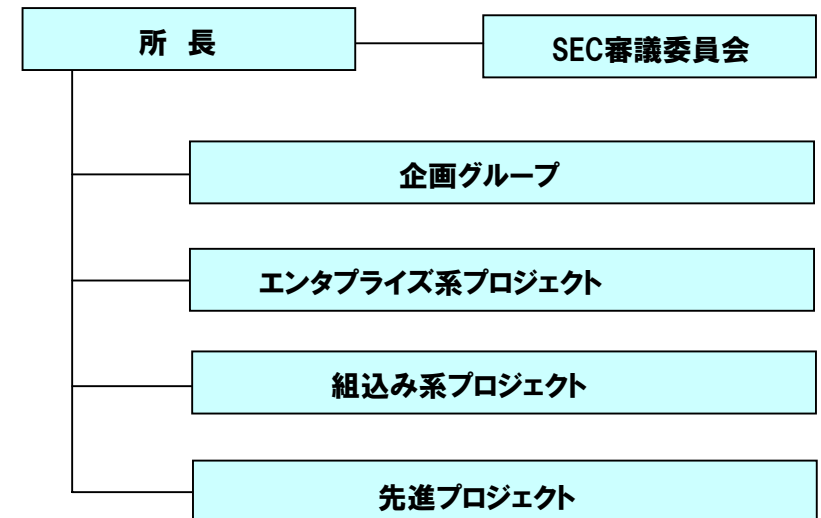 所 長
SEC審議委員会
企画グループ
エンタプライズ系プロジェクト
組込み系プロジェクト
先進プロジェクト